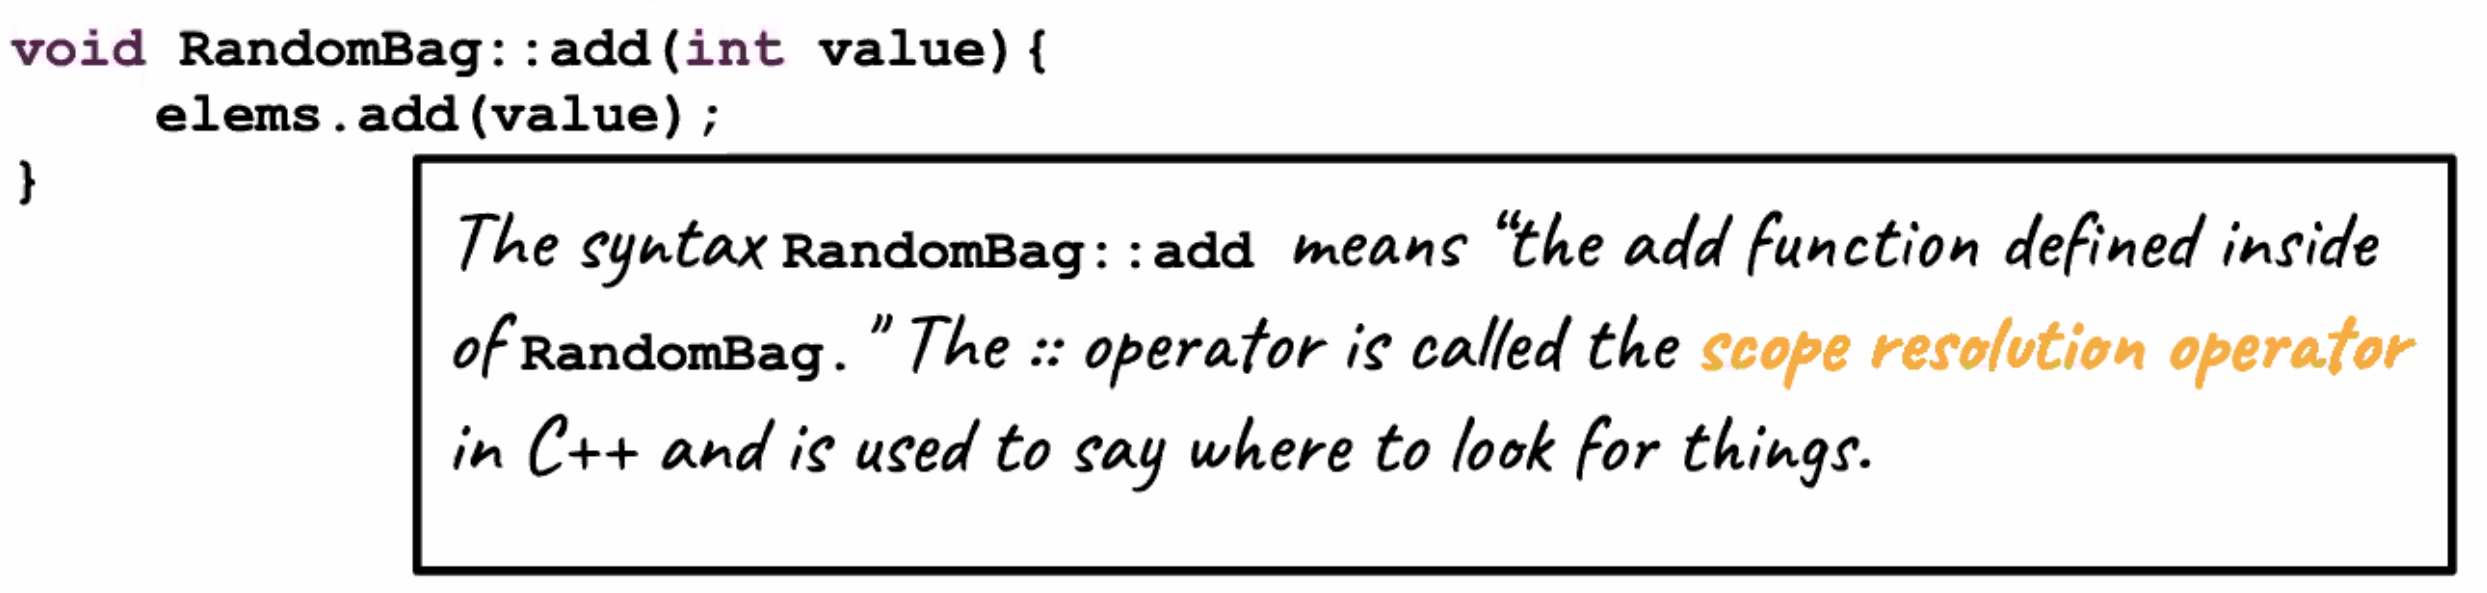 void RandomBag::add(int value){
    elems.add(value);
}
The syntax RandomBag::add means “the add function defined inside
of RandomBag.” The :: operator is called the scope resolution operator
in C++ and is used to say where to look for things.